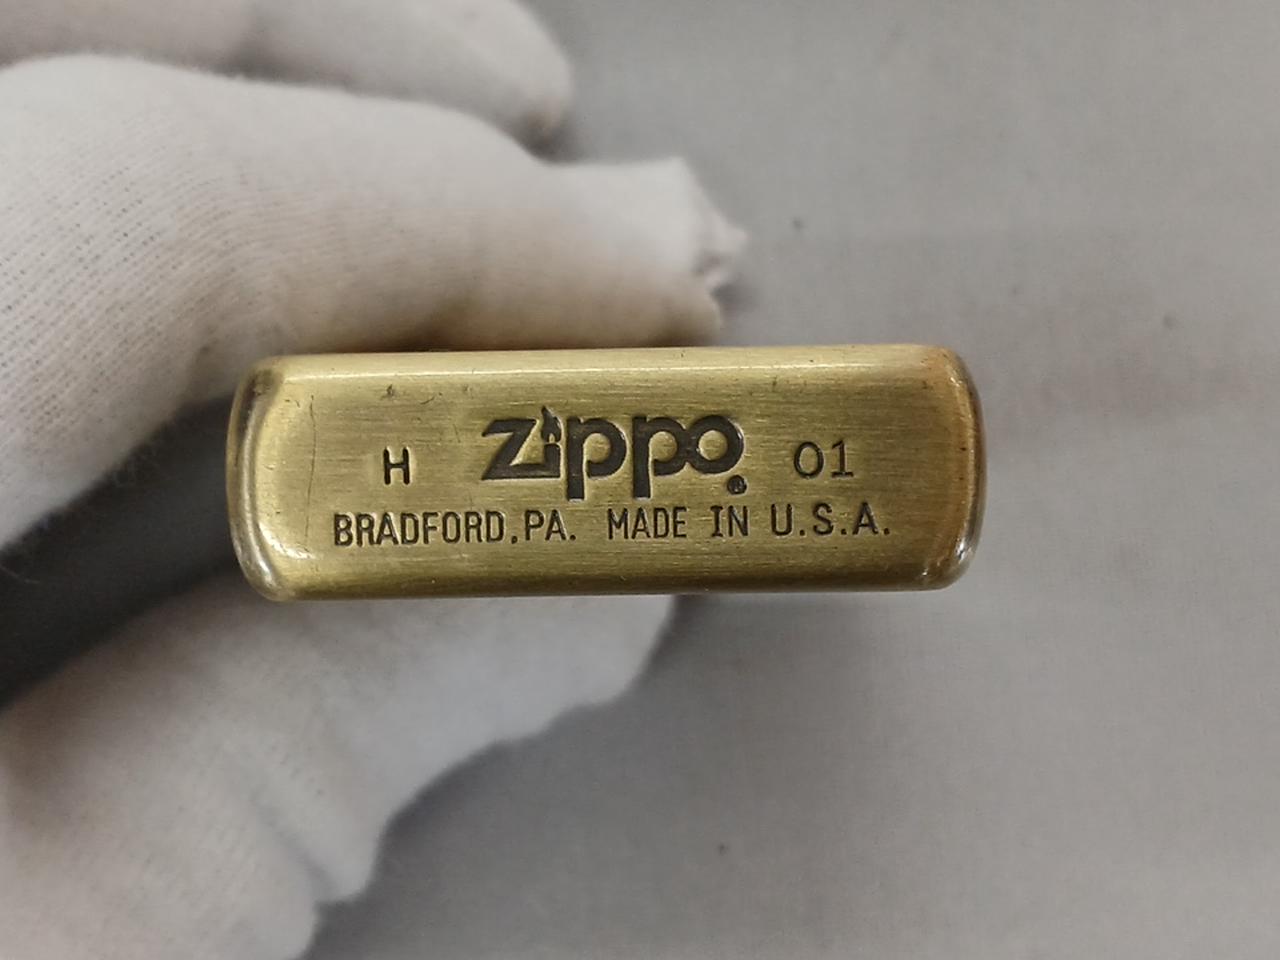 H zippo® 01
BRADFORD, PA. MADE IN U.S.A.